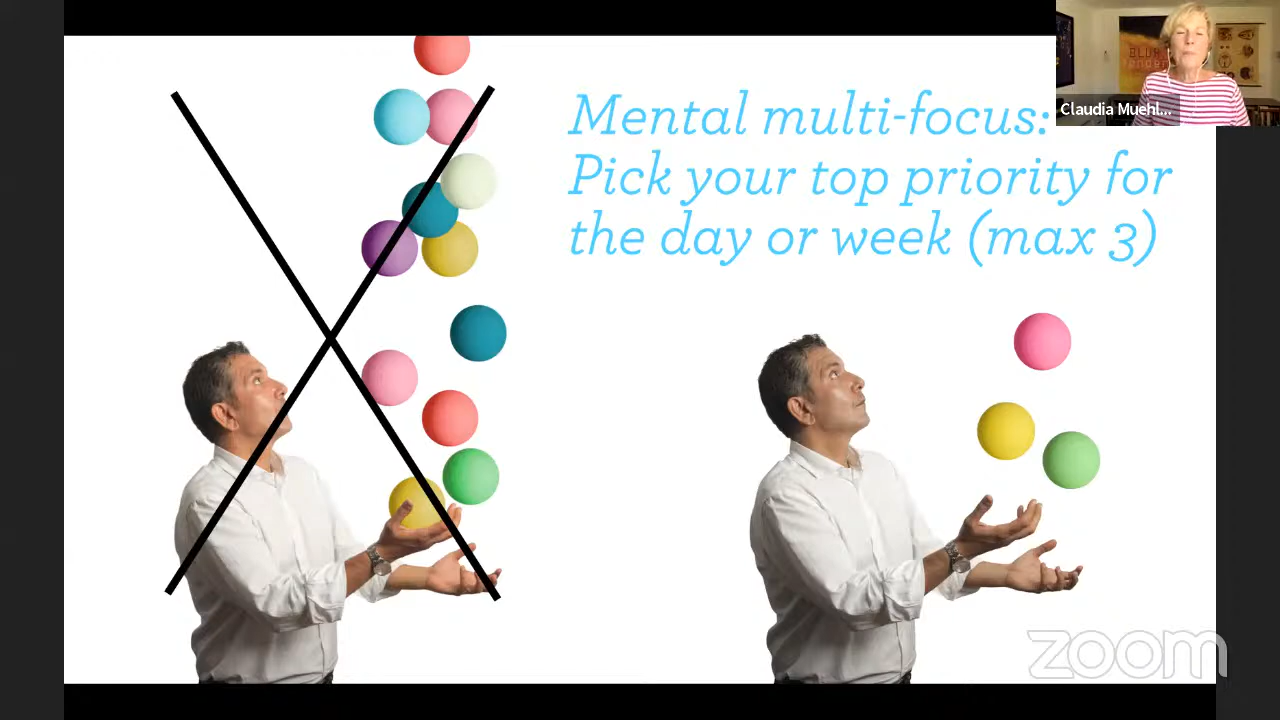 Mental multi-focus:
Pick your top priority for
the day or week (max 3)
Claudia Muehl...
zoom